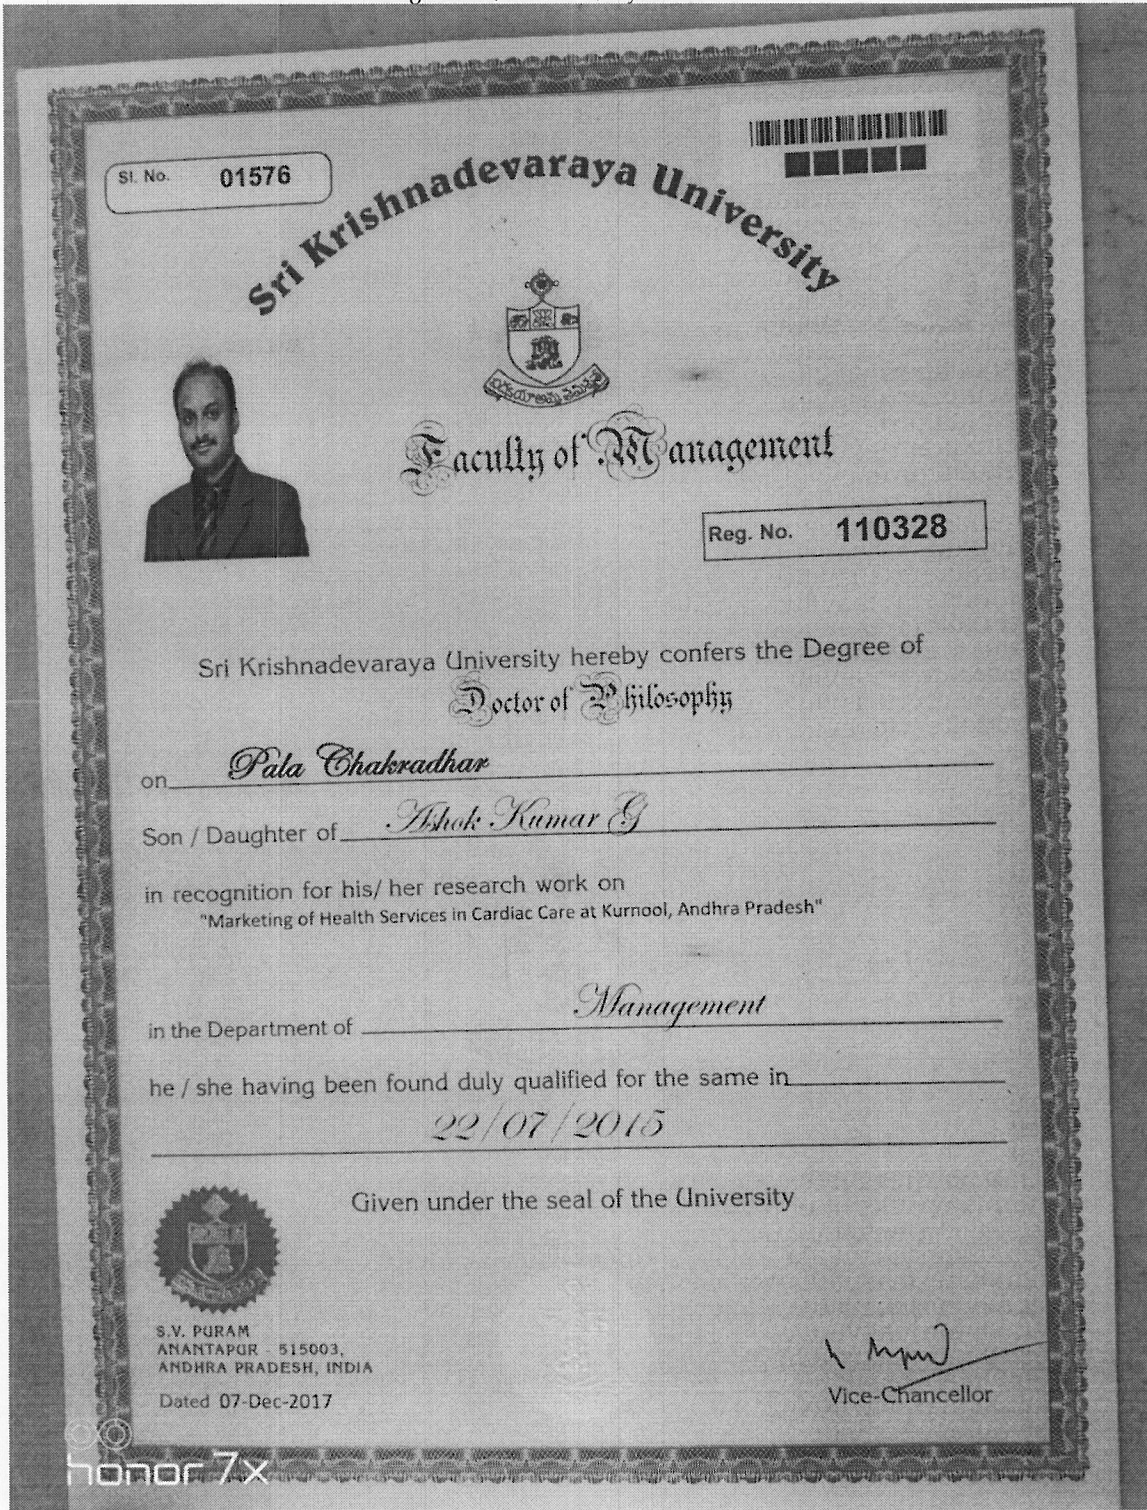 Sl. No. 01576
Sri Krishnadevaraya University
Faculty of Management
Reg. No. 110328
Sri Krishnadevaraya University hereby confers the Degree of
Doctor of Philosophy
on Pala Chakradhar
Son / Daughter of Ashok Kumar G
in recognition for his/ her research work on
"Marketing of Health Services in Cardiac Care at Kurnool, Andhra Pradesh"
in the Department of Management
he / she having been found duly qualified for the same in
22/07/2015
Given under the seal of the University
S.V. PURAM
ANANTAPUR - 515003,
ANDHRA PRADESH, INDIA
Dated 07-Dec-2017
Vice-Chancellor
honor 7x